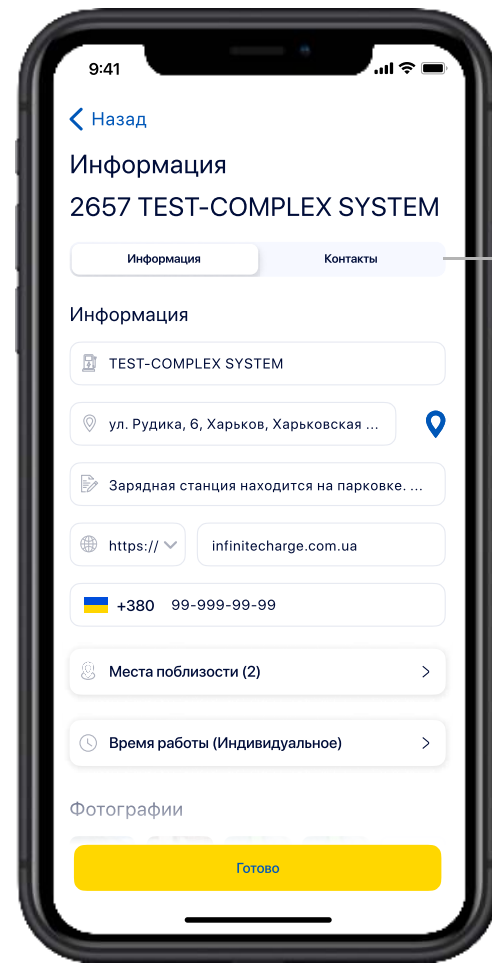 9:41
Назад
Информация
2657 TEST-COMPLEX SYSTEM
Информация Контакты
Информация
TEST-COMPLEX SYSTEM
ул. Рудика, 6, Харьков, Харьковская ...
Зарядная станция находится на парковке. ...
https:// infinitecharge.com.ua
+380 99-999-99-99
Места поблизости (2)
Время работы (Индивидуальное)
Фотографии
Готово